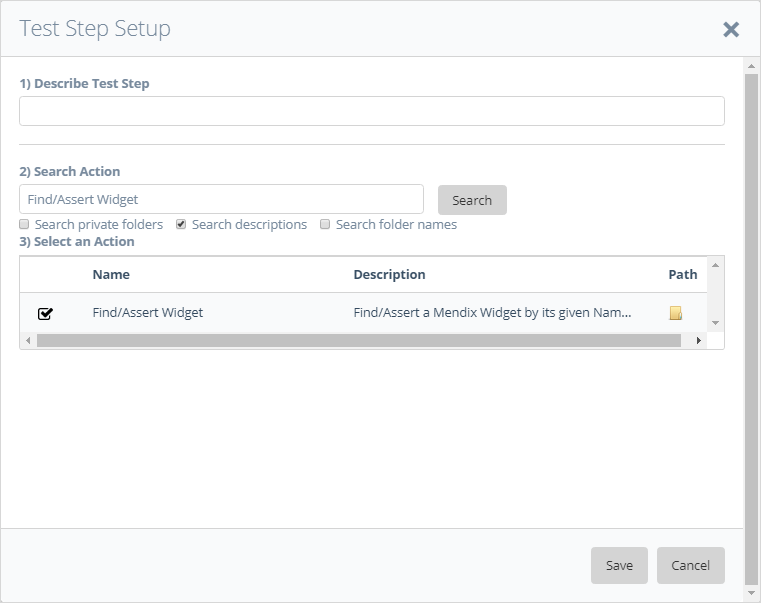 Test Step Setup
1) Describe Test Step
2) Search Action
Find/Assert Widget
Search
Search private folders Search descriptions Search folder names
3) Select an Action
Name Description Path
Find/Assert Widget Find/Assert a Mendix Widget by its given Nam...
Save Cancel